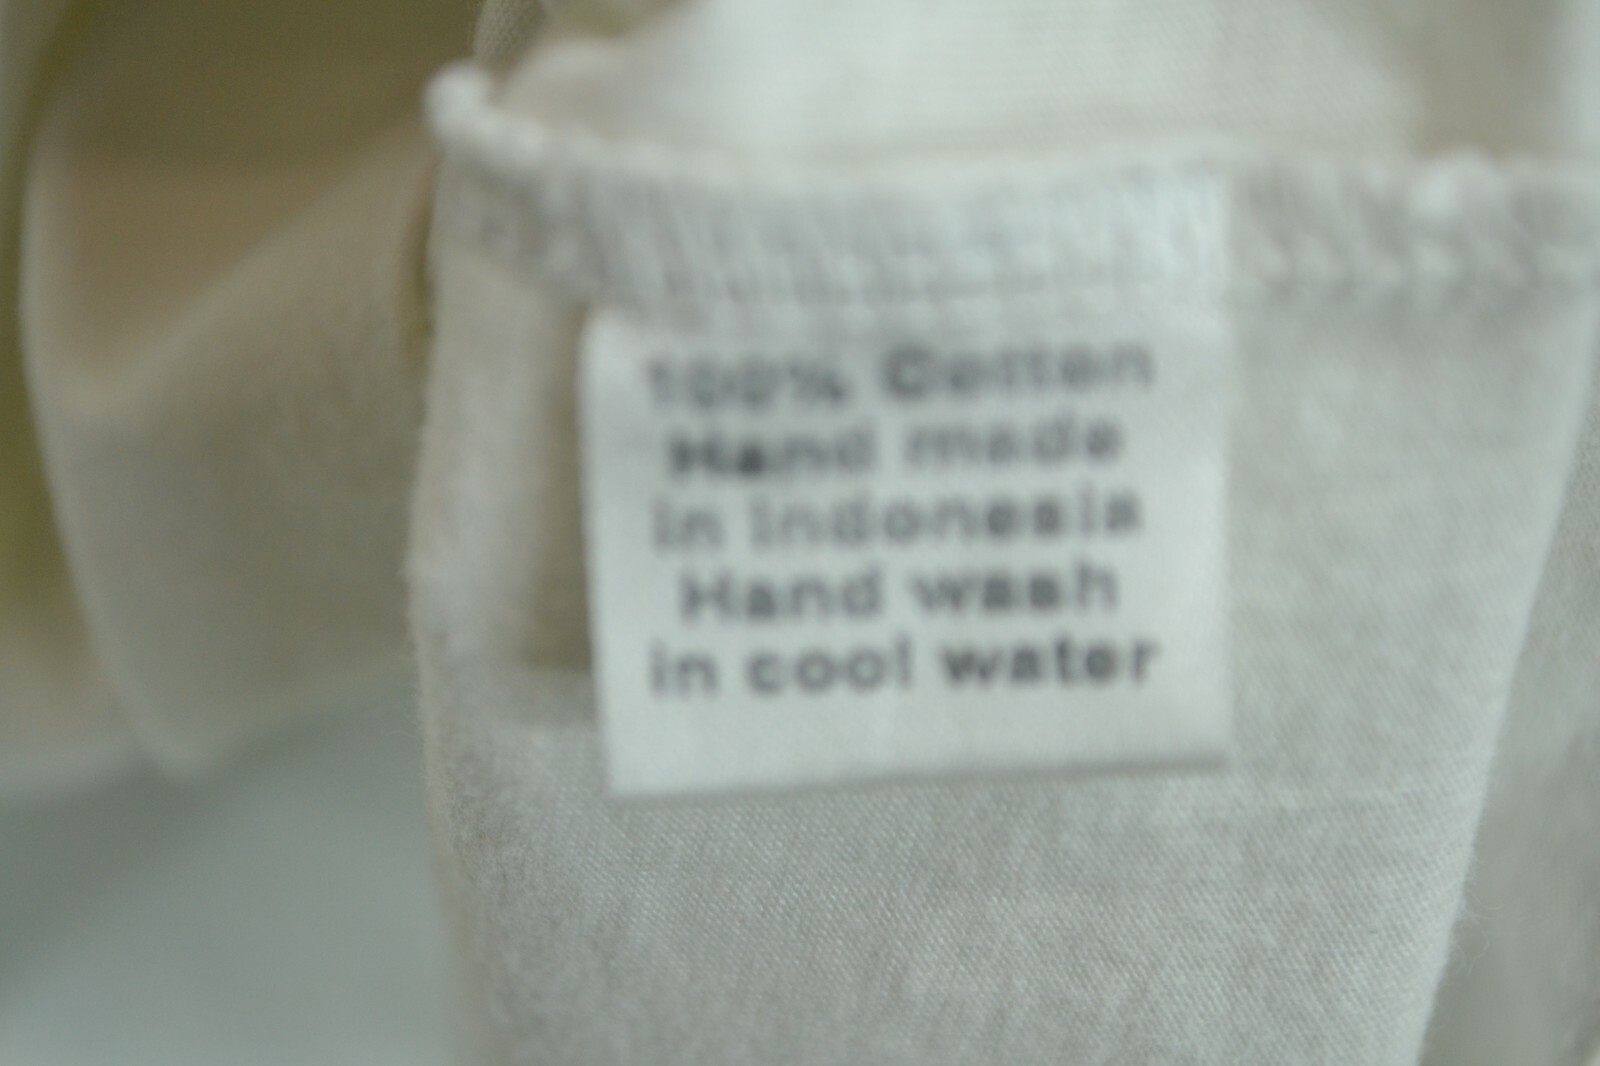 100% Cotton
Hand made
in Indonesia
Hand wash
in cool water